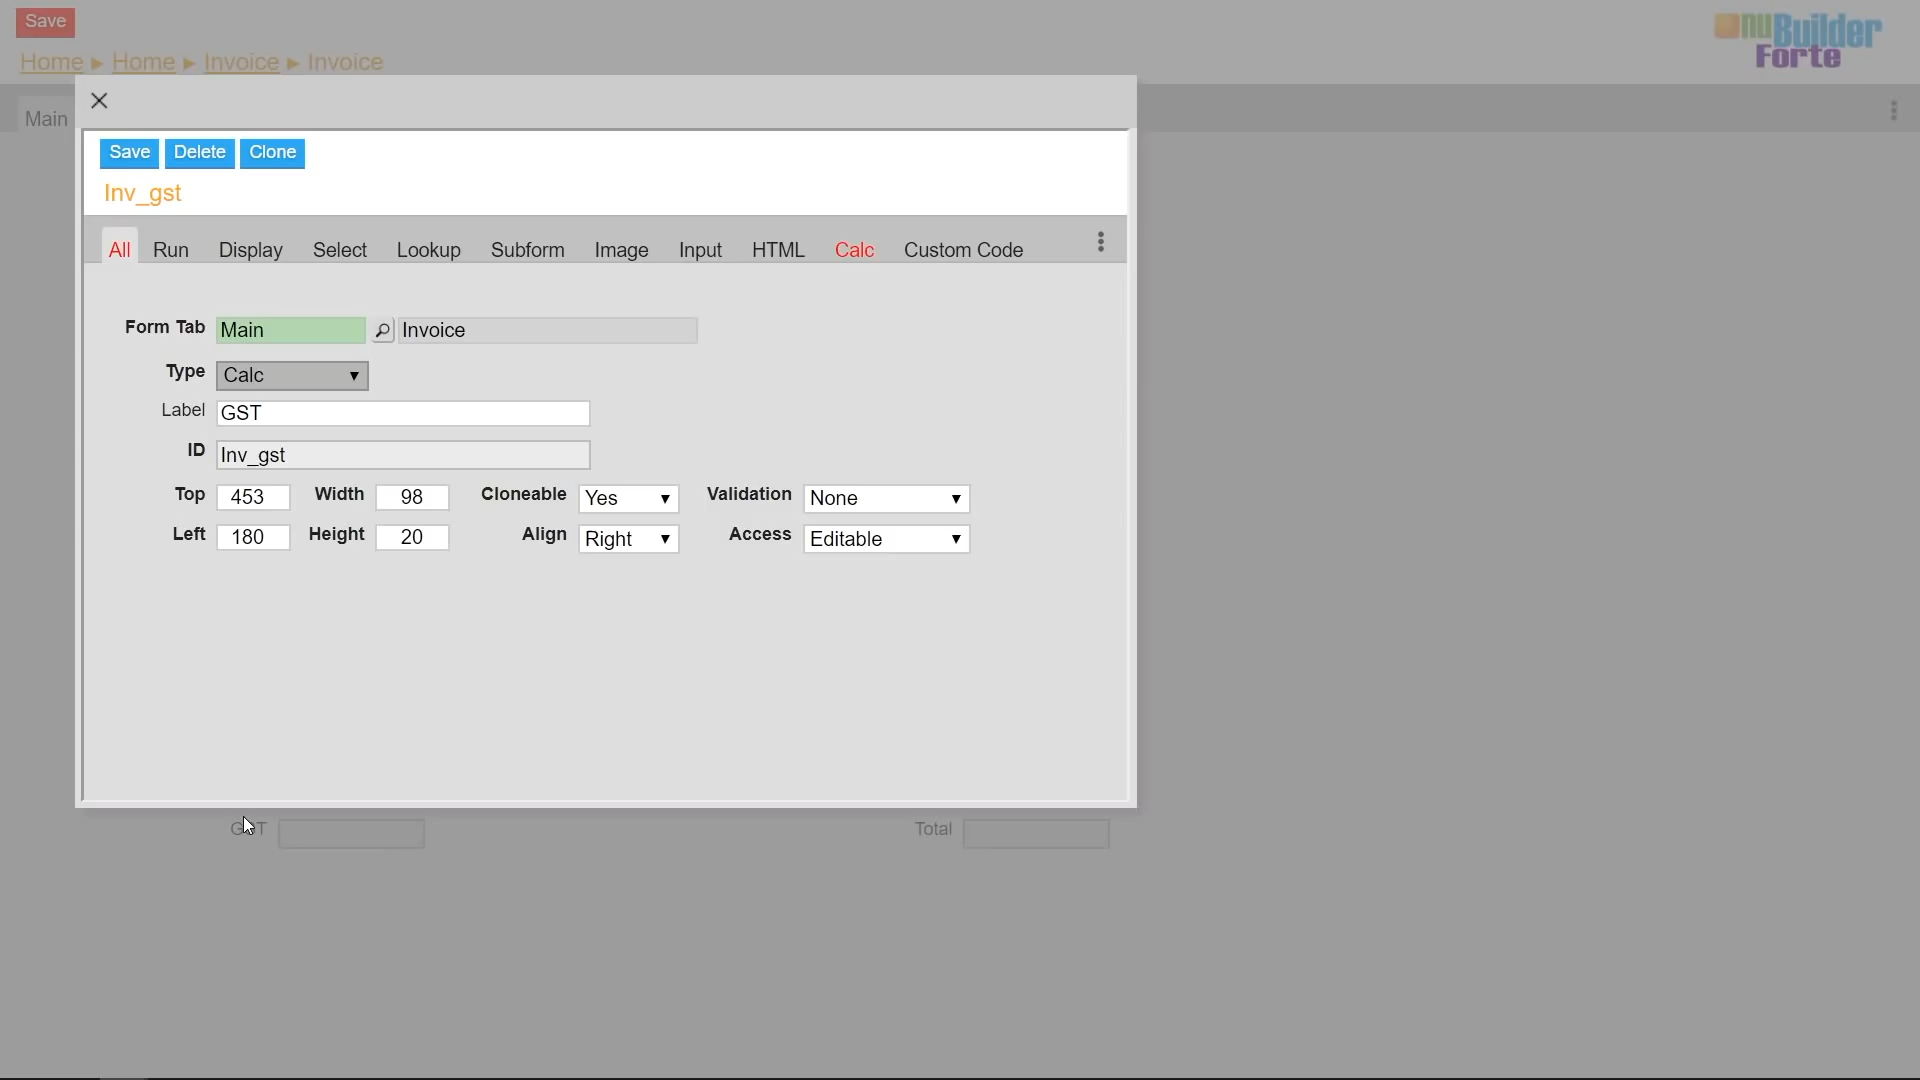 Save
nuBuilder
Forte
Home ▸ Home ▸ Invoice ▸ Invoice
Main
Save Delete Clone
Inv_gst
All Run Display Select Lookup Subform Image Input HTML Calc Custom Code
Form Tab Main Invoice
Type Calc
Label GST
ID Inv_gst
Top 453 Width 98 Cloneable Yes Validation None
Left 180 Height 20 Align Right Access Editable
GST Total